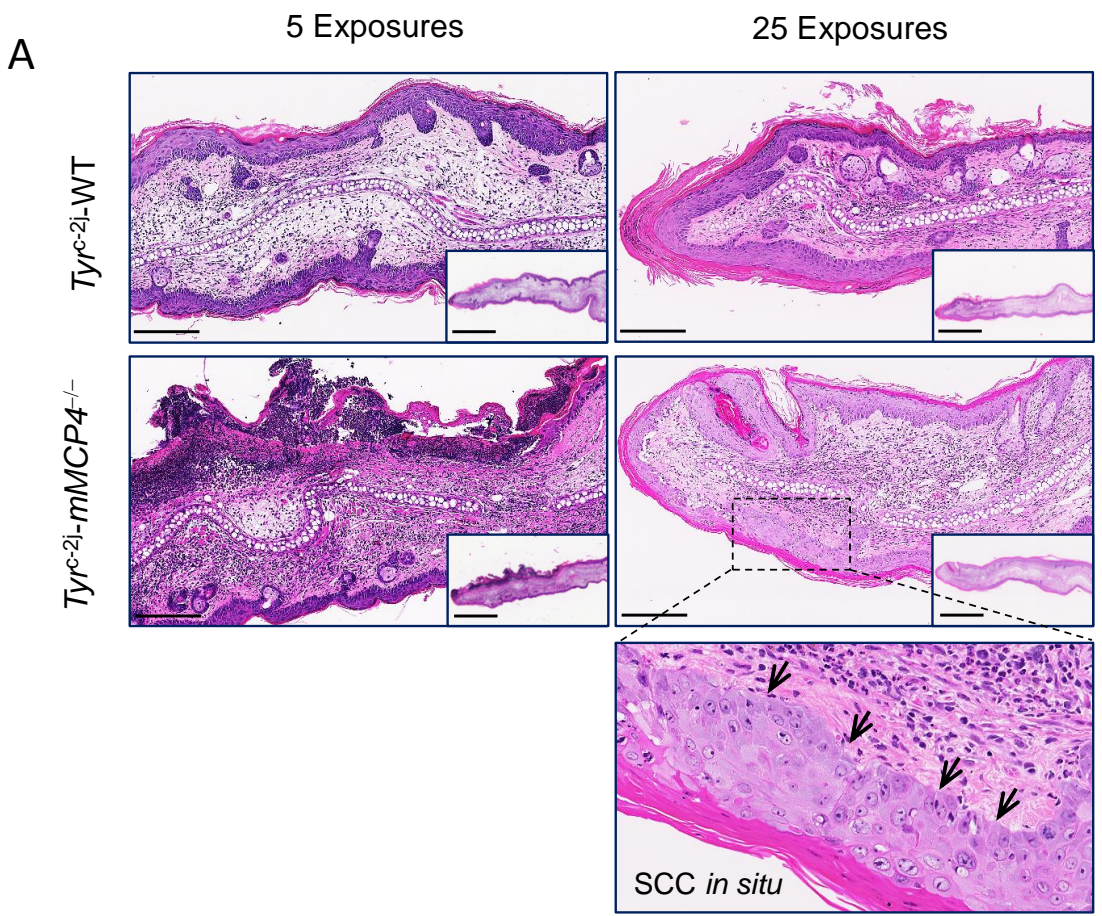 A
5 Exposures
25 Exposures
Tyrc-2j-WT
Tyrc-2j-mMCP4–/–
SCC in situ